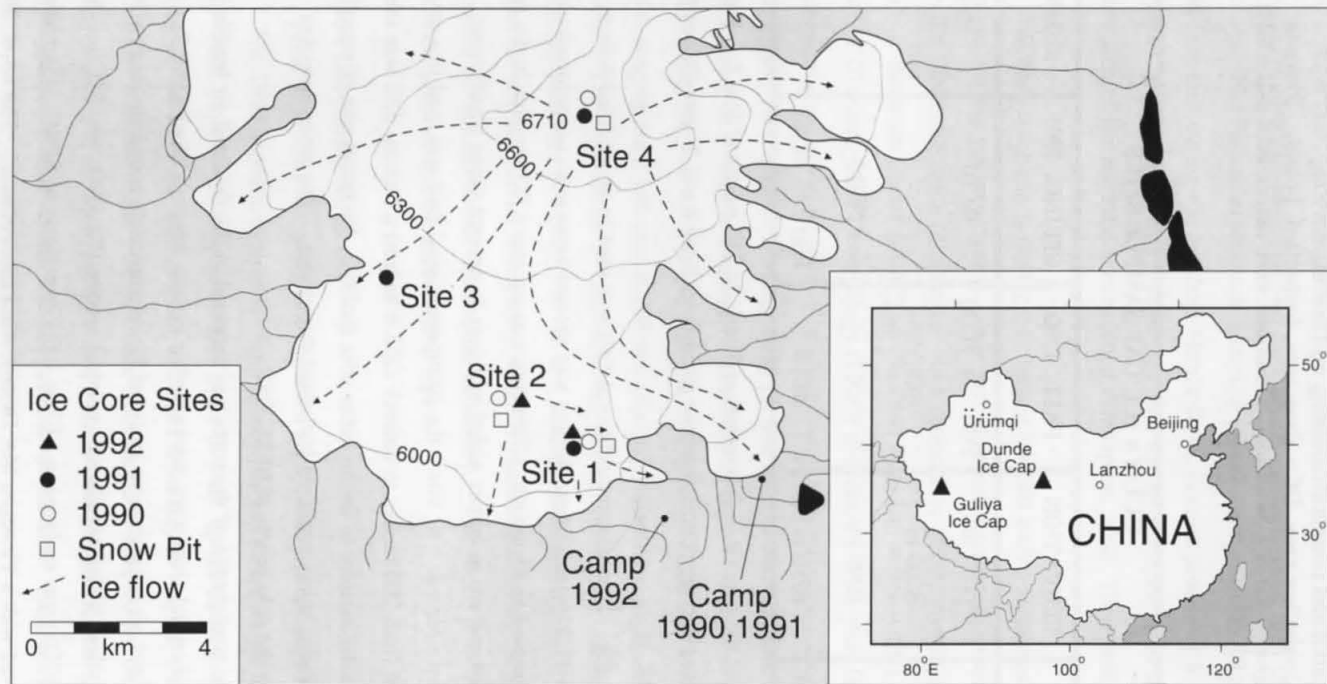 6710
Site 4
6600
6300
Site 3
Site 2
6000
Site 1
Camp
1992
Camp
1990,1991
Ice Core Sites
1992
1991
1990
Snow Pit
ice flow
0 km 4
50°
Ürümqi
Beijing
Dunde
Ice Cap
Lanzhou
Guliya
Ice Cap
CHINA
30°
80°E 100° 120°